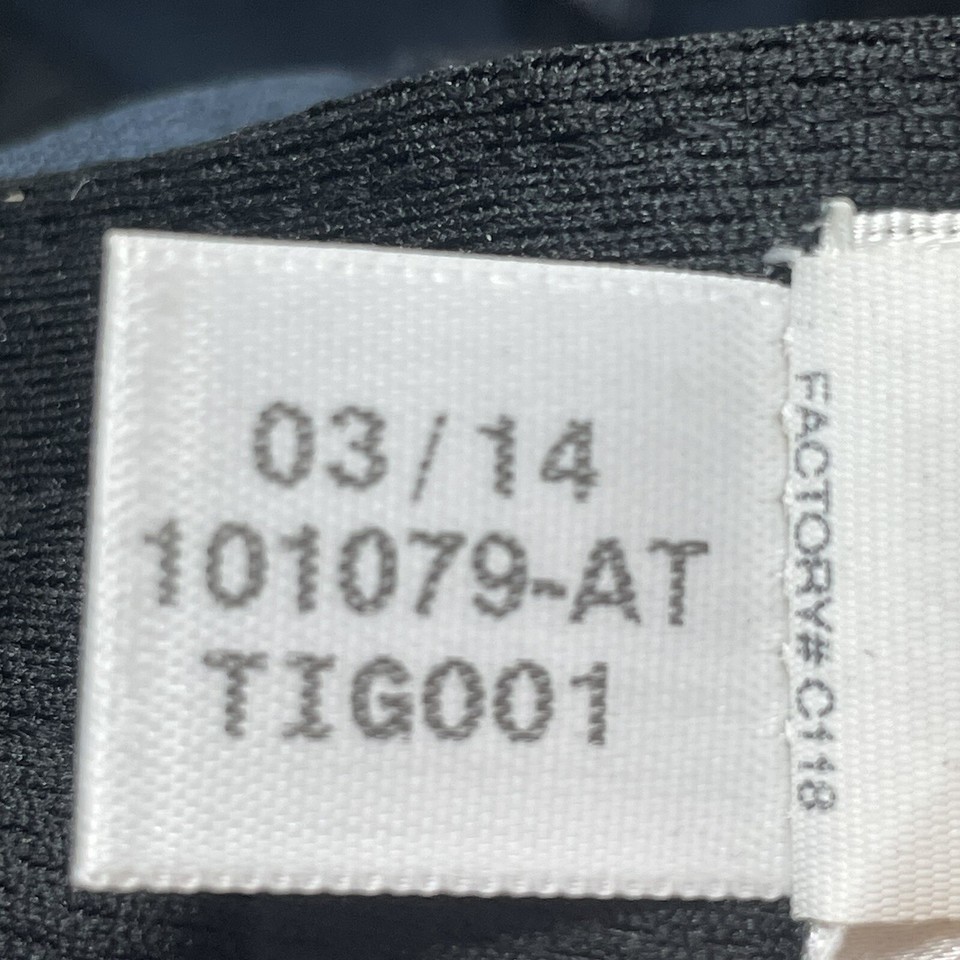 03/14
101079-AT
TIG001
FACTORY# C118